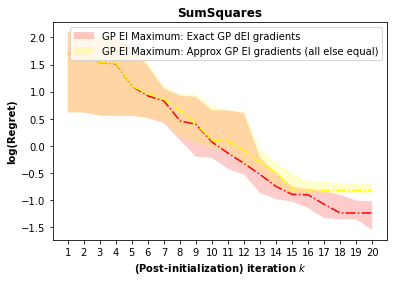 SumSquares
GP EI Maximum: Exact GP dEI gradients
GP EI Maximum: Approx GP EI gradients (all else equal)
log(Regret)
2.0
1.5
1.0
0.5
0.0
−0.5
−1.0
−1.5
1 2 3 4 5 6 7 8 9 10 11 12 13 14 15 16 17 18 19 20
(Post-initialization) iteration k